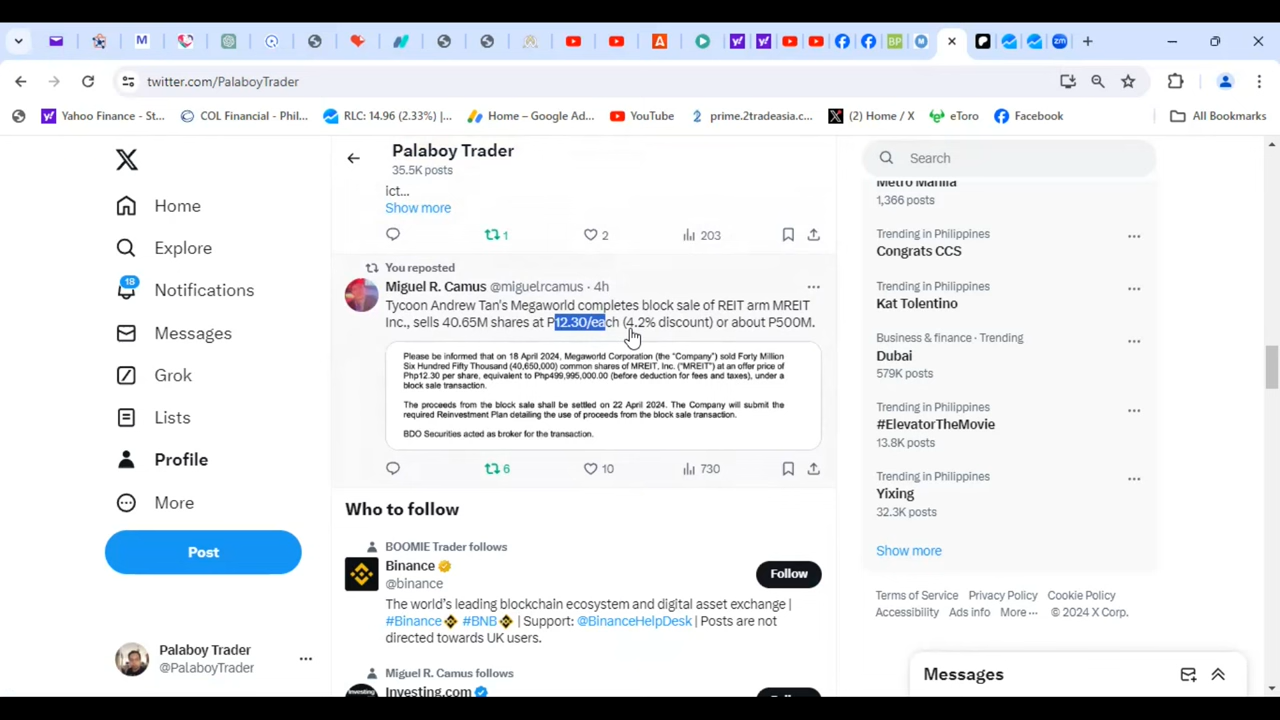 twitter.com/PalaboyTrader
Yahoo Finance - St...
COL Financial - Phil...
RLC: 14.96 (2.33%) |...
Home – Google Ad...
YouTube
prime.2tradeasia.c...
(2) Home / X
eToro
Facebook
All Bookmarks
Home
Explore
18
Notifications
Messages
Grok
Lists
Profile
More
Post
Palaboy Trader
@PalaboyTrader
Palaboy Trader
35.5K posts
ict...
Show more
1
2
203
You reposted
Miguel R. Camus @miguelrcamus · 4h
Tycoon Andrew Tan's Megaworld completes block sale of REIT arm MREIT
Inc., sells 40.65M shares at P12.30/each (4.2% discount) or about P500M.
Please be informed that on 18 April 2024, Megaworld Corporation (the "Company") sold Forty Million
Six Hundred Fifty Thousand (40,650,000) common shares of MREIT, Inc. ("MREIT") at an offer price of
Php12.30 per share, equivalent to Php499,995,000.00 (before deduction for fees and taxes), under a
block sale transaction.
The proceeds from the block sale shall be settled on 22 April 2024. The Company will submit the
required Reinvestment Plan detailing the use of proceeds from the block sale transaction.
BDO Securities acted as broker for the transaction.
6
10
730
Who to follow
BOOMIE Trader follows
Binance
@binance
Follow
The world's leading blockchain ecosystem and digital asset exchange |
#Binance #BNB | Support: @BinanceHelpDesk | Posts are not
directed towards UK users.
Miguel R. Camus follows
Investing.com
Search
Metro Manila
1,366 posts
Trending in Philippines
Congrats CCS
Trending in Philippines
Kat Tolentino
Business & finance · Trending
Dubai
579K posts
Trending in Philippines
#ElevatorTheMovie
13.8K posts
Trending in Philippines
Yixing
32.3K posts
Show more
Terms of Service Privacy Policy Cookie Policy
Accessibility Ads info More ··· © 2024 X Corp.
Messages